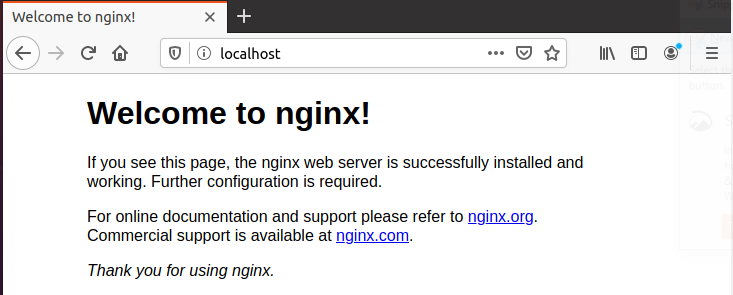 Welcome to nginx!
localhost
Welcome to nginx!
If you see this page, the nginx web server is successfully installed and
working. Further configuration is required.
For online documentation and support please refer to nginx.org.
Commercial support is available at nginx.com.
Thank you for using nginx.